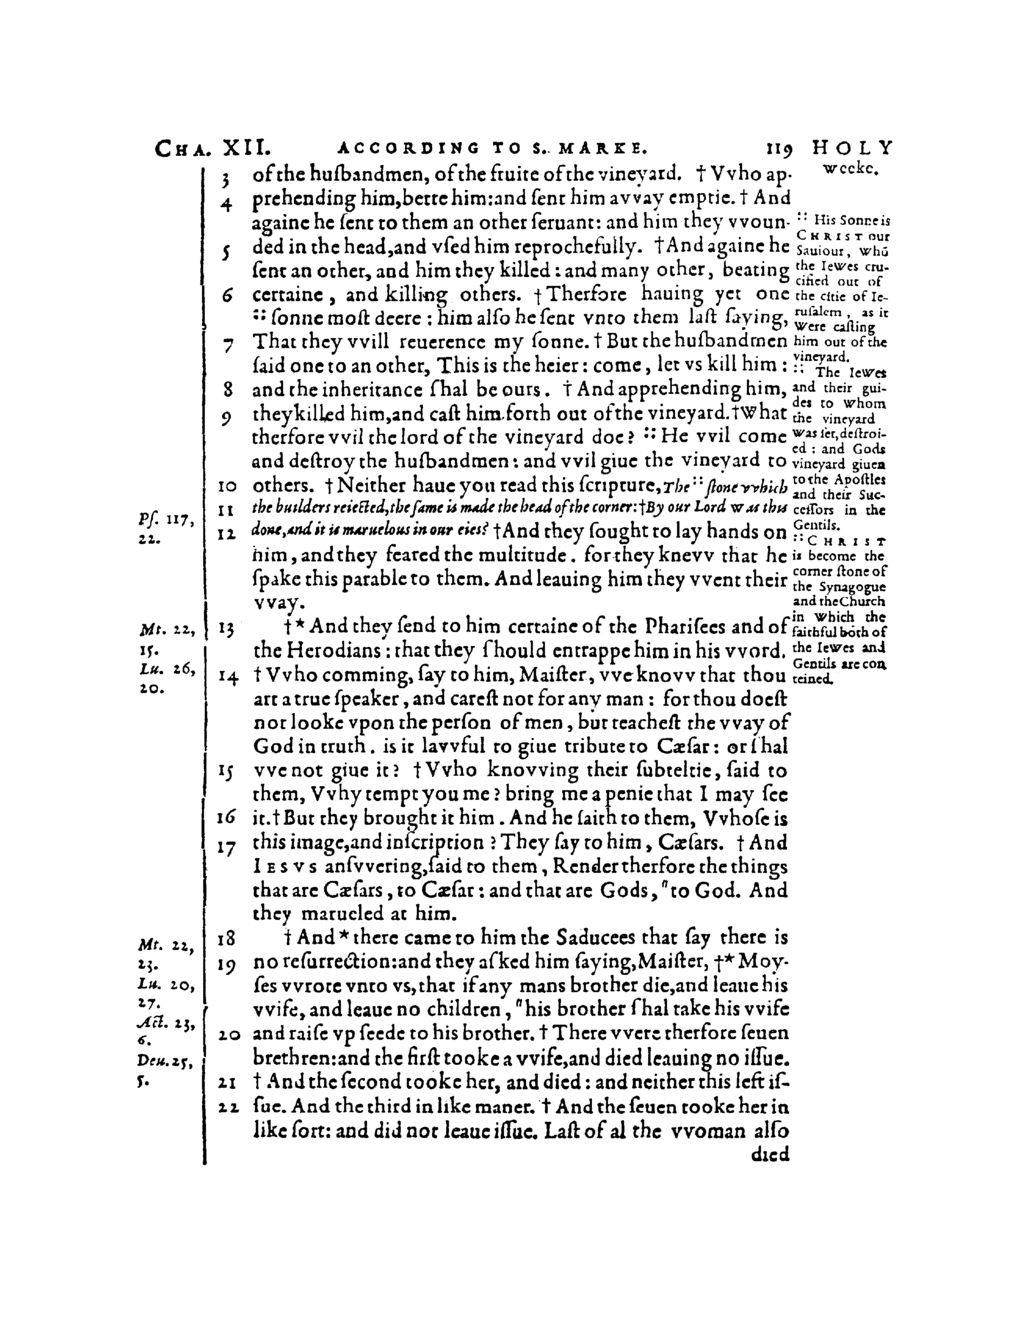 CHA. XII. ACCORDING TO S. MARKE. 119 HOLY
weeke.
3 of the huſbandmen, of the fruite of the vineyard. † Vvho ap-
4 prehending him, bette him: and ſent him avvay emptie. † And
againe he ſent to them an other ſeruant: and him they vvoun-
5 ded in the head, and vſed him reprochefully. † And againe he
ſent an other, and him they killed: and many other, beating
6 certaine, and killing others. † Therfore hauing yet one
:: ſonne moſt deere: him alſo he ſent vnto them laſt ſaying,
7 That they vvill reuerence my ſonne. † But the huſbandmen
ſaid one to an other, This is the heier: come, let vs kill him:
8 and the inheritance ſhal be ours. † And apprehending him,
9 they killed him, and caſt him forth out of the vineyard. † What
therfore vvil the lord of the vineyard doe? :: He vvil come
and deſtroy the huſbandmen: and vvil giue the vineyard to
10 others. † Neither haue you read this ſcripture, The :: ſtone vvhich
11 the builders reiected, the ſame is made the head of the corner: † By our Lord was this
12 done, and it is maruelous in our eies? † And they ſought to lay hands on
him, and they feared the multitude. for they knevv that he
ſpake this parable to them. And leauing him they vvent their
vvay.
13 †* And they ſend to him certaine of the Phariſees and of
the Herodians: that they ſhould entrappe him in his vvord.
14 † Vvho comming, ſay to him, Maiſter, vve knovv that thou
art a true ſpeaker, and careſt not for any man: for thou doeſt
not looke vpon the perſon of men, but teacheſt the vvay of
God in truth. is it lavvful to giue tribute to Cæſar: or ſhal
15 vve not giue it? † Vvho knovving their ſubteltie, ſaid to
them, Vvhy tempt you me? bring me a penie that I may ſee
16 it. † But they brought it him. And he ſaith to them, Vvhoſe is
17 this image, and inſcription? They ſay to him, Cæſars. † And
IESVS anſvvering, ſaid to them, Render therfore the things
that are Cæſars, to Cæſar: and that are Gods, "to God. And
they marueled at him.
18 † And * there came to him the Saducees that ſay there is
19 no reſurrection: and they aſked him ſaying, Maiſter, †* Moy-
ſes vvrote vnto vs, that if any mans brother die, and leaue his
vvife, and leaue no children, "his brother ſhal take his vvife
20 and raiſe vp ſeede to his brother. † There vvere therfore ſeuen
brethren: and the firſt tooke a vvife, and died leauing no iſſue.
21 † And the ſecond tooke her, and died: and neither this left iſ-
22 ſue. And the third in like maner. † And the ſeuen tooke her in
like ſort: and did not leaue iſſue. Laſt of al the vvoman alſo
died
:: His Sonne is
CHRIST our
Sauiour, whõ
the Iewes cru-
cified out of
the citie of Ie-
ruſalem, as it
were caſting
him out of the
vineyard.
:: The Iewes
and their gui-
des to whom
the vineyard
was ſet, deſtroi-
ed: and Gods
vineyard giuen
to the Apoſtles
and their Suc-
ceſſors in the
Gentils.
:: CHRIST
is become the
corner ſtone of
the Synagogue
and the Church
in which the
faithful both of
the Iewes and
Gentils are con
teined.
Pſ. 117,
22.
Mt. 22,
15.
Lu. 26,
20.
Mt. 22,
23.
Lu. 20,
27.
Act. 23,
6.
Deu. 25,
5.